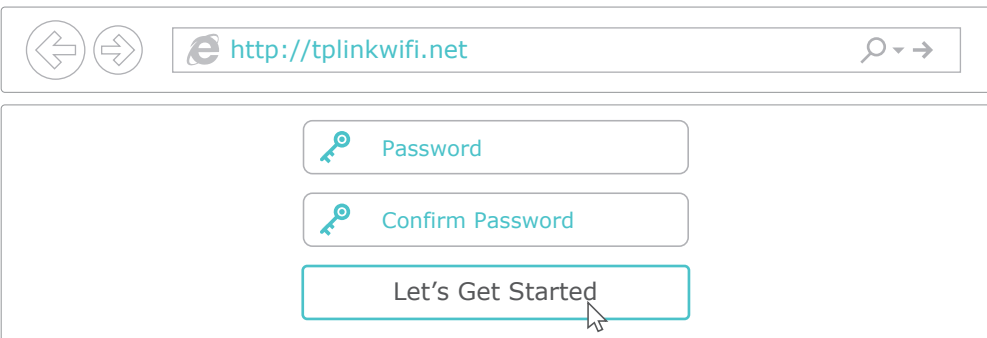 http://tplinkwifi.net
Password
Confirm Password
Let’s Get Started